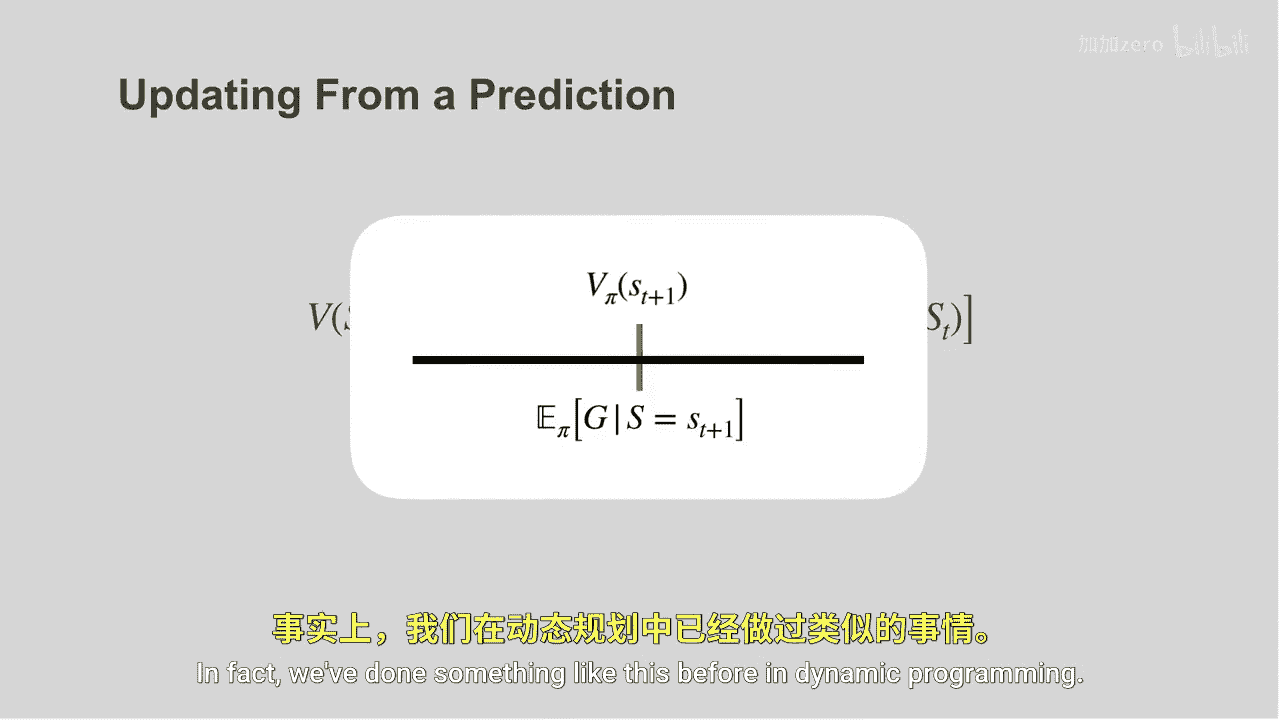 加加zero bilibili
Updating From a Prediction
V_π(s_{t+1})
V(S
S_t)]
𝔼_π[G|S = s_{t+1}]
事实上，我们在动态规划中已经做过类似的事情。
In fact, we've done something like this before in dynamic programming.